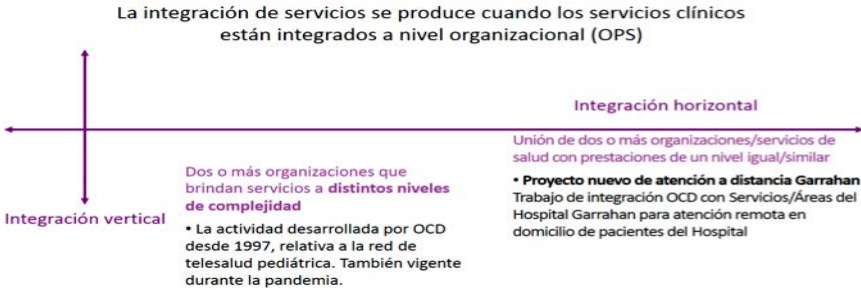 La integración de servicios se produce cuando los servicios clínicos
están integrados a nivel organizacional (OPS)
Integración horizontal
Unión de dos o más organizaciones/servicios de
salud con prestaciones de un nivel igual/similar
• Proyecto nuevo de atención a distancia Garrahan
Trabajo de integración OCD con Servicios/Áreas del
Hospital Garrahan para atención remota en
domicilio de pacientes del Hospital
Integración vertical
Dos o más organizaciones que
brindan servicios a distintos niveles
de complejidad
• La actividad desarrollada por OCD
desde 1997, relativa a la red de
telesalud pediátrica. También vigente
durante la pandemia.